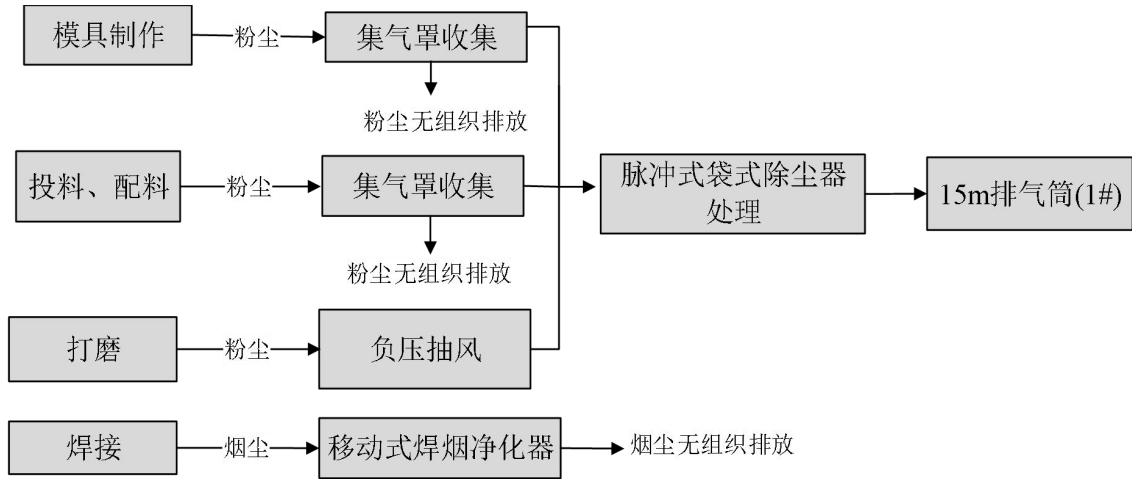 模具制作
粉尘
集气罩收集
粉尘无组织排放
投料、配料
粉尘
集气罩收集
粉尘无组织排放
脉冲式袋式除尘器
处理
15m排气筒(1#)
打磨
粉尘
负压抽风
焊接
烟尘
移动式焊烟净化器
烟尘无组织排放